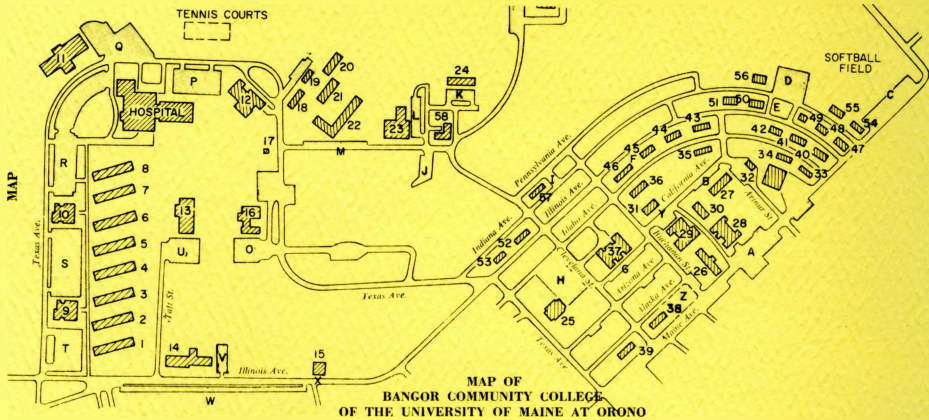 TENNIS COURTS
Q
11
P
20
19
24
SOFTBALL
FIELD
56
D
C
HOSPITAL
12
18
21
K
L
22
23
58
51
50
E
49
55
48
54
17
M
43
42
47
44
41
40
R
8
J
45
F
35
34
33
MAP
Pennsylvania Ave.
46
California Ave.
32
7
57
36
B
27
Illinois Ave.
Texas Ave.
10
13
16
6
31
Y
30
28
Indiana Ave.
52
Idaho Ave.
29
A
5
U
O
53
37
S
4
Cleveland St.
G
26
H
Arizona Ave.
3
Texas Ave.
Alaska Ave.
Z
9
Taft St.
25
38
2
Maine Ave.
T
1
14
V
15
Texas Ave.
39
Illinois Ave.
X
W
MAP OF
BANGOR COMMUNITY COLLEGE
OF THE UNIVERSITY OF MAINE AT ORONO